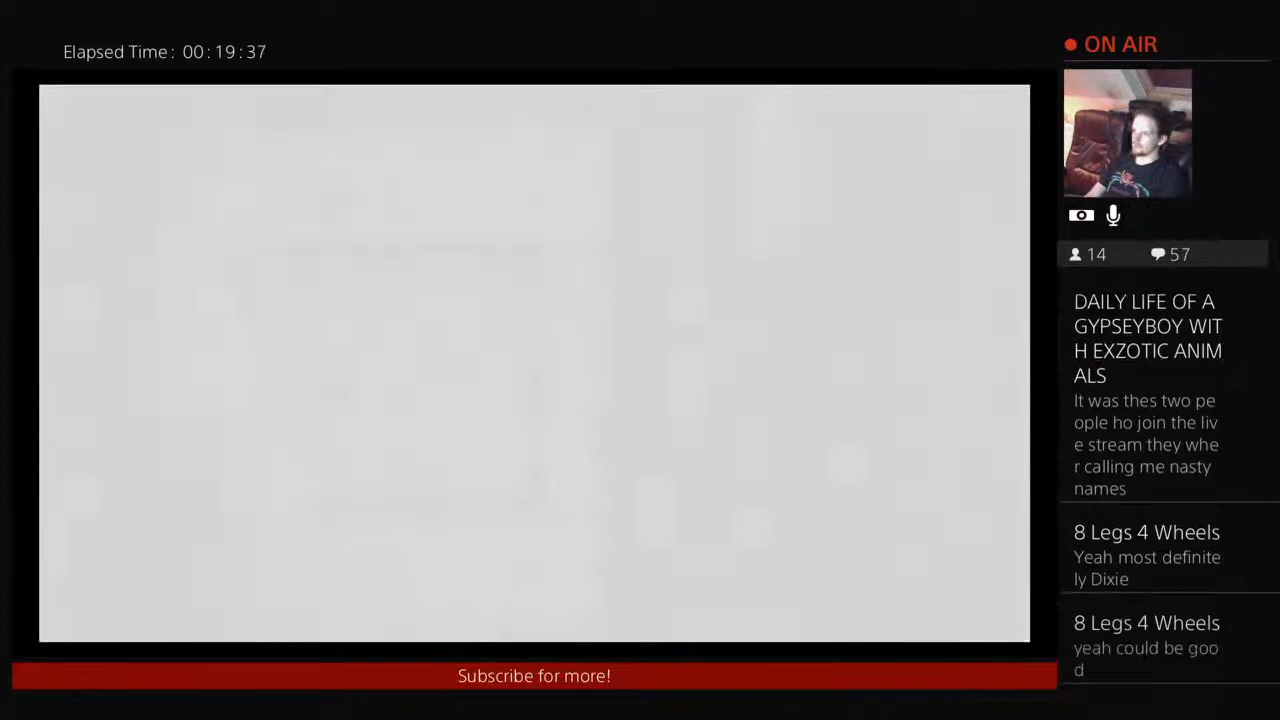 Elapsed Time: 00:19:37
ON AIR
14
57
DAILY LIFE OF A
GYPSEYBOY WIT
H EXZOTIC ANIM
ALS
It was thes two pe
ople ho join the liv
e stream they whe
r calling me nasty
names
8 Legs 4 Wheels
Yeah most definite
ly Dixie
8 Legs 4 Wheels
yeah could be goo
d
Subscribe for more!